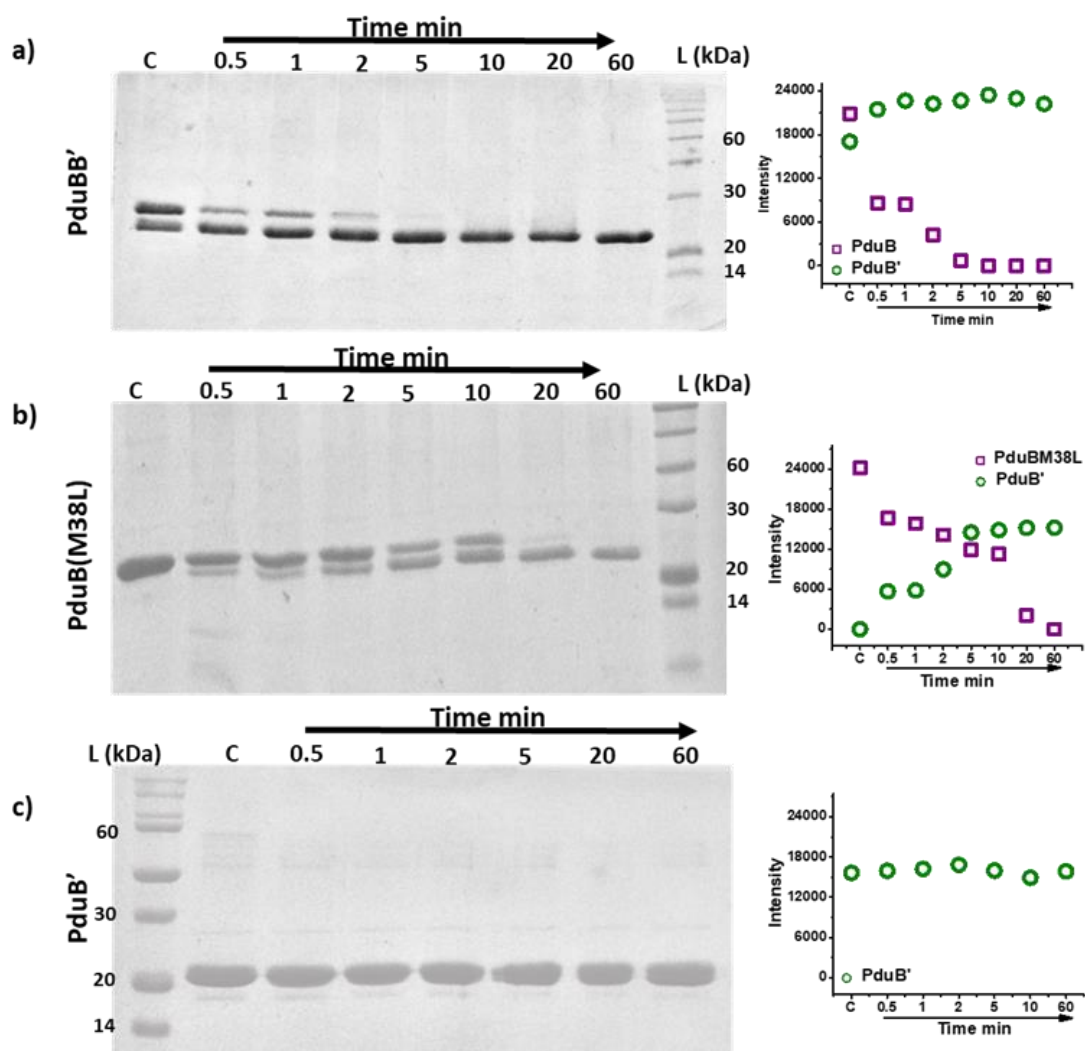 a)
Time min
C 0.5 1 2 5 10 20 60 L (kDa)
60
30
20
14
PduBB'
24000
18000
12000
6000
0
Intensity
PduB
PduB'
C 0.5 1 2 5 10 20 60
Time min
b)
Time min
C 0.5 1 2 5 10 20 60 L (kDa)
60
30
20
14
PduB(M38L)
24000
18000
12000
6000
0
Intensity
PduBM38L
PduB'
C 0.5 1 2 5 10 20 60
Time min
c)
Time min
L (kDa) C 0.5 1 2 5 20 60
60
30
20
14
PduB'
24000
18000
12000
6000
0
Intensity
PduB'
C 0.5 1 2 5 10 60
Time min